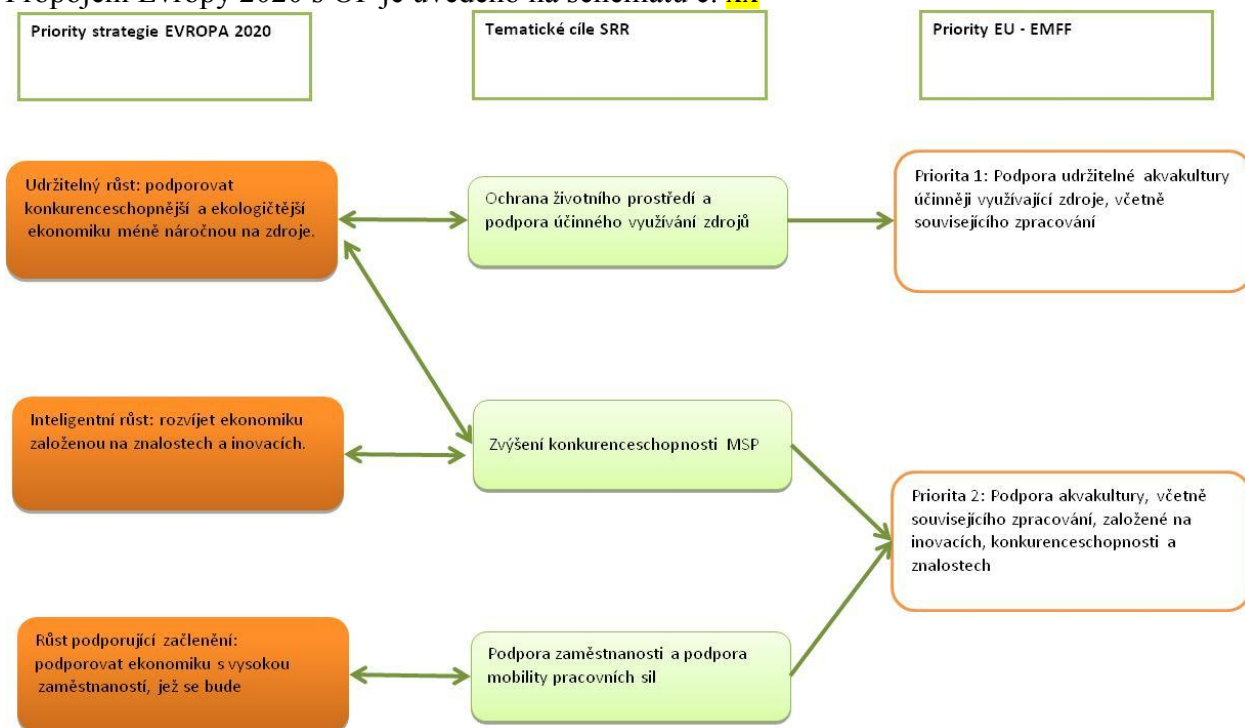 Propojení Evropy 2020 s OP je uvedeno na schématu č. xx
Priority strategie EVROPA 2020
Tematické cíle SRR
Priority EU - EMFF
Udržitelný růst: podporovat
konkurenceschopnější a ekologičtější
ekonomiku méně náročnou na zdroje.
Ochrana životního prostředí a
podpora účinného využívání zdrojů
Priorita 1: Podpora udržitelné akvakultury
účinněji využívající zdroje, včetně
souvisejícího zpracování
Inteligentní růst: rozvíjet ekonomiku
založenou na znalostech a inovacích.
Zvýšení konkurenceschopnosti MSP
Priorita 2: Podpora akvakultury, včetně
souvisejícího zpracování, založené na
inovacích, konkurenceschopnosti a
znalostech
Růst podporující začlenění:
podporovat ekonomiku s vysokou
zaměstnaností, jež se bude
Podpora zaměstnanosti a podpora
mobility pracovních sil